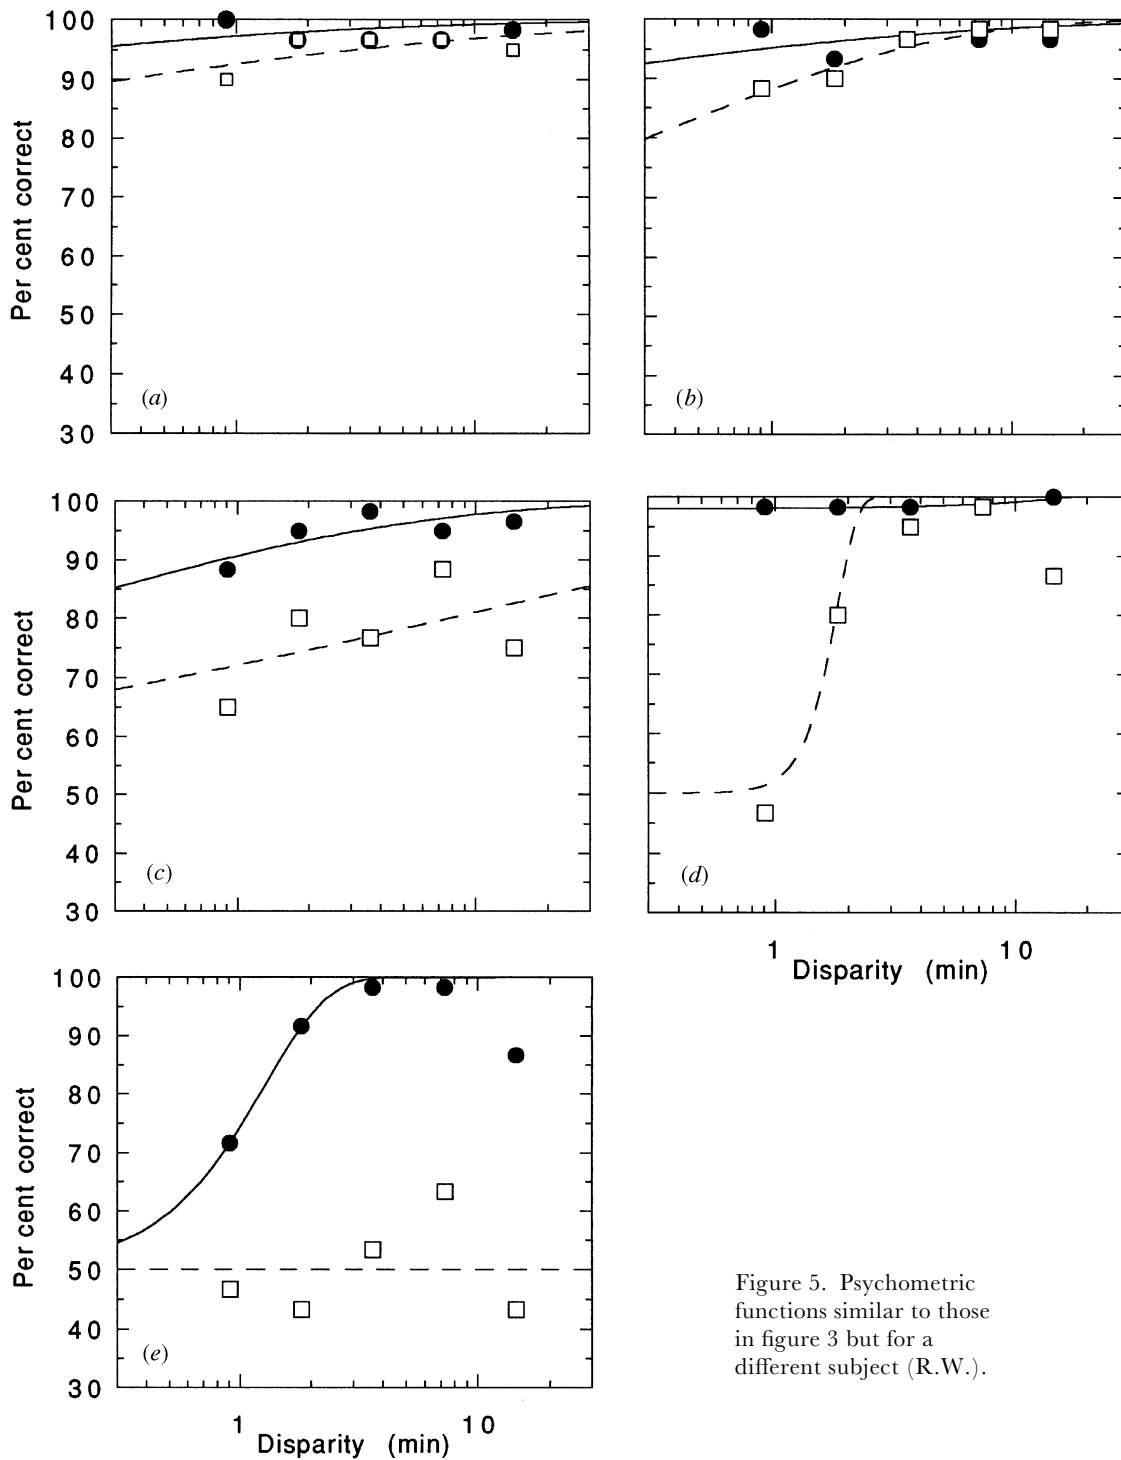 Per cent correct
100
90
80
70
60
50
40
30
(a)
(b)
Per cent correct
100
90
80
70
60
50
40
30
(c)
(d)
1 10
Disparity (min)
Per cent correct
100
90
80
70
60
50
40
30
(e)
1 10
Disparity (min)
Figure 5. Psychometric
functions similar to those
in figure 3 but for a
different subject (R.W.).